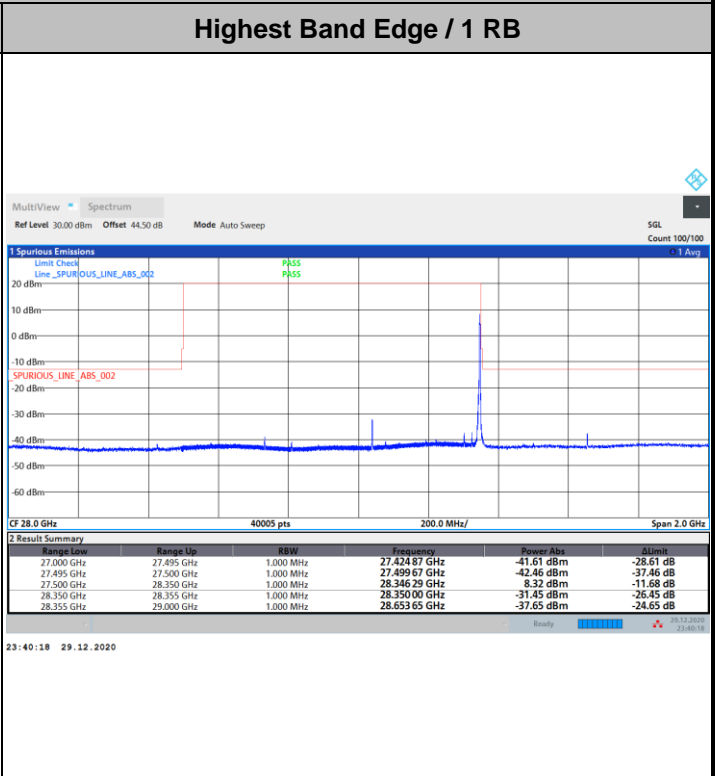 Highest Band Edge / 1 RB
MultiView Spectrum
Ref Level 30.00 dBm Offset 44.50 dB Mode Auto Sweep SGL
Count 100/100
1 Spurious Emissions 1 Avg
Limit Check PASS
Line _SPURIOUS_LINE_ABS_002 PASS
20 dBm
10 dBm
0 dBm
-10 dBm
_SPURIOUS_LINE_ABS_002
-20 dBm
-30 dBm
-40 dBm
-50 dBm
-60 dBm
CF 28.0 GHz 40005 pts 200.0 MHz/ Span 2.0 GHz
2 Result Summary
Range Low Range Up RBW Frequency Power Abs ΔLimit
27.000 GHz 27.495 GHz 1.000 MHz 27.424 87 GHz -41.61 dBm -28.61 dB
27.495 GHz 27.500 GHz 1.000 MHz 27.499 67 GHz -42.46 dBm -37.46 dB
27.500 GHz 28.350 GHz 1.000 MHz 28.346 29 GHz 8.32 dBm -11.68 dB
28.350 GHz 28.355 GHz 1.000 MHz 28.350 00 GHz -31.45 dBm -26.45 dB
28.355 GHz 29.000 GHz 1.000 MHz 28.653 65 GHz -37.65 dBm -24.65 dB
Ready 29.12.2020
23:40:18
23:40:18 29.12.2020